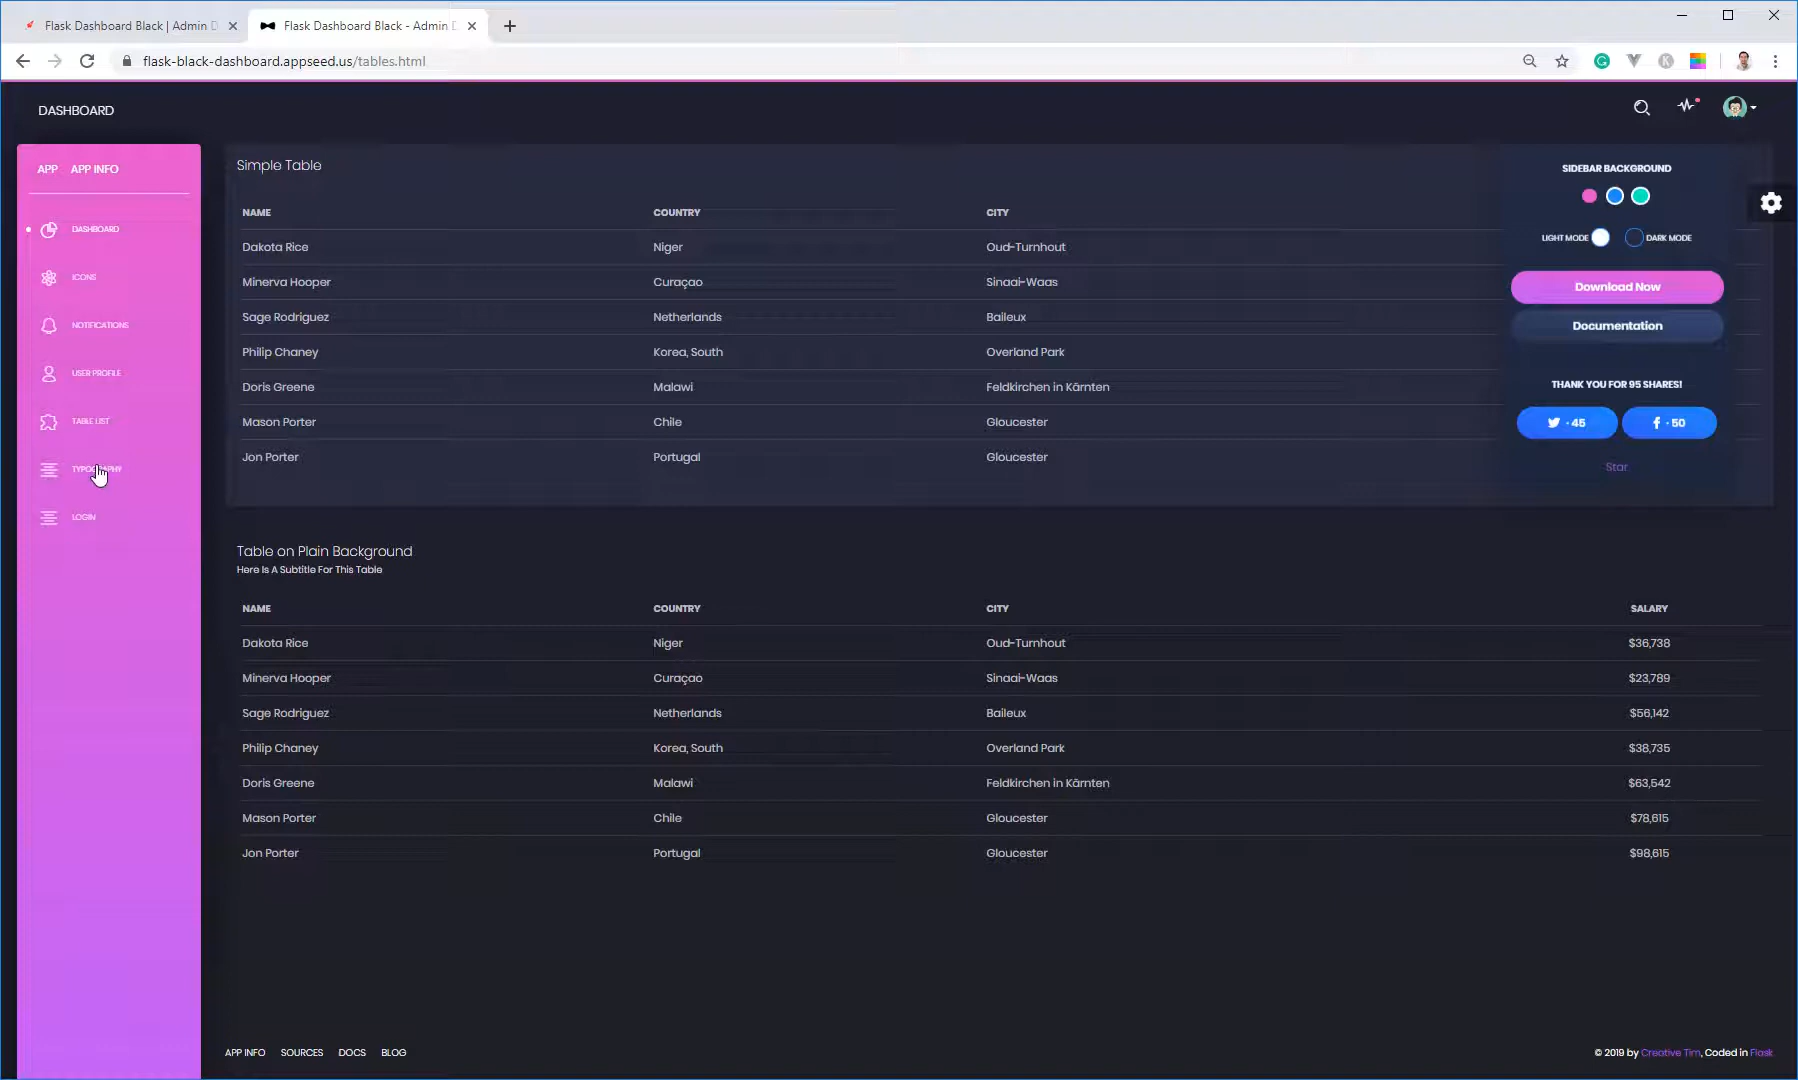 Flask Dashboard Black | Admin D
Flask Dashboard Black - Admin D
flask-black-dashboard.appseed.us/tables.html
DASHBOARD
APP APP INFO
DASHBOARD
ICONS
NOTIFICATIONS
USER PROFILE
TABLE LIST
TYPOGRAPHY
LOGIN
Simple Table
NAME COUNTRY CITY
Dakota Rice Niger Oud-Turnhout
Minerva Hooper Curaçao Sinaai-Waas
Sage Rodriguez Netherlands Baileux
Philip Chaney Korea, South Overland Park
Doris Greene Malawi Feldkirchen in Kärnten
Mason Porter Chile Gloucester
Jon Porter Portugal Gloucester
SIDEBAR BACKGROUND
LIGHT MODE DARK MODE
Download Now
Documentation
THANK YOU FOR 95 SHARES!
· 45 · 50
Star
Table on Plain Background
Here Is A Subtitle For This Table
NAME COUNTRY CITY SALARY
Dakota Rice Niger Oud-Turnhout $36,738
Minerva Hooper Curaçao Sinaai-Waas $23,789
Sage Rodriguez Netherlands Baileux $56,142
Philip Chaney Korea, South Overland Park $38,735
Doris Greene Malawi Feldkirchen in Kärnten $63,542
Mason Porter Chile Gloucester $78,615
Jon Porter Portugal Gloucester $98,615
APP INFO SOURCES DOCS BLOG
© 2019 by Creative Tim, Coded in Flask